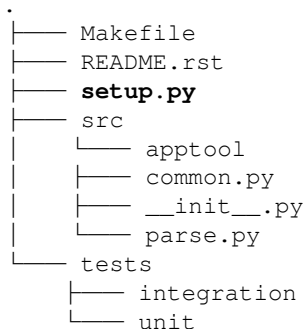 .
├── Makefile
├── README.rst
├── setup.py
├── src
│   └── apptool
│       ├── common.py
│       ├── __init__.py
│       └── parse.py
└── tests
    ├── integration
    └── unit